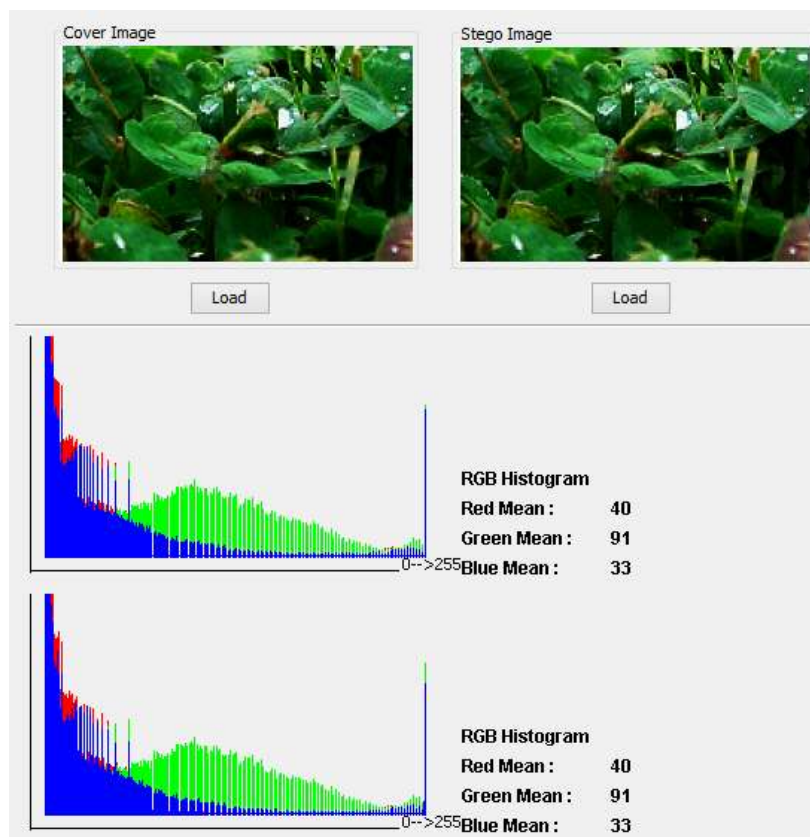 Cover Image
Stego Image
Load
Load
RGB Histogram
Red Mean : 40
Green Mean : 91
0-->255 Blue Mean : 33
RGB Histogram
Red Mean : 40
Green Mean : 91
0-->255 Blue Mean : 33